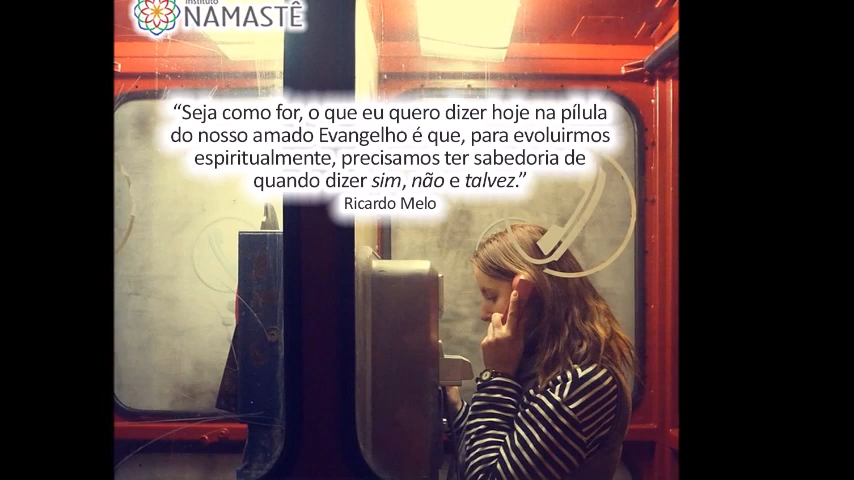 Instituto
NAMASTÊ
“Seja como for, o que eu quero dizer hoje na pílula
do nosso amado Evangelho é que, para evoluirmos
espiritualmente, precisamos ter sabedoria de
quando dizer sim, não e talvez.”
Ricardo Melo